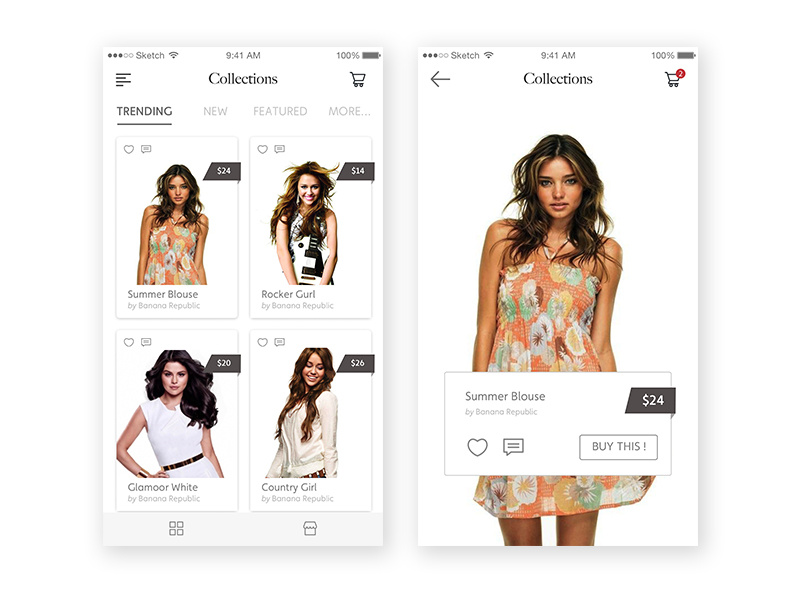 Sketch 9:41 AM 100%
Collections
TRENDING NEW FEATURED MORE...
$24
$14
Summer Blouse
by Banana Republic
Rocker Gurl
by Banana Republic
$20
$26
Glamoor White
by Banana Republic
Country Girl
by Banana Republic
Sketch 9:41 AM 100%
Collections
2
Summer Blouse
by Banana Republic
$24
BUY THIS !